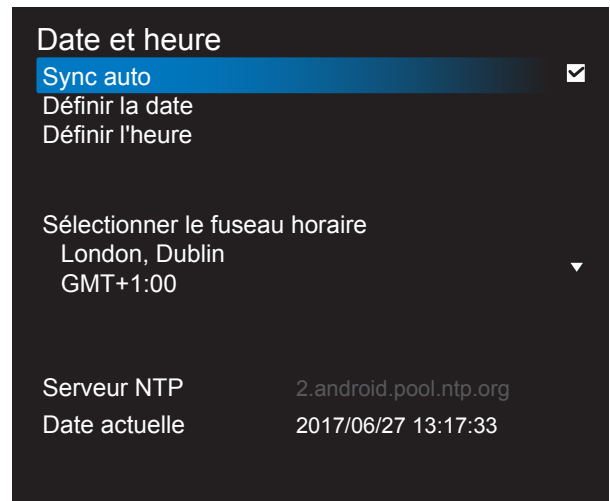 Date et heure
Sync auto
Définir la date
Définir l'heure
Sélectionner le fuseau horaire
London, Dublin
GMT+1:00
Serveur NTP 2.android.pool.ntp.org
Date actuelle 2017/06/27 13:17:33